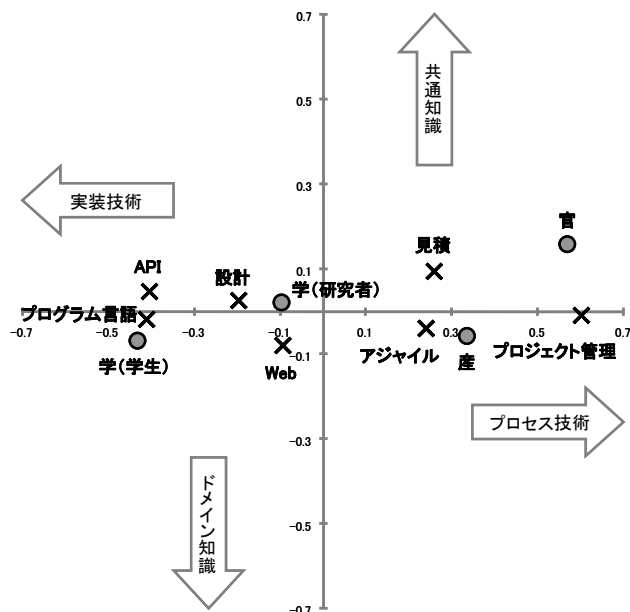 0.7
共通知識
0.5
0.3
実装技術
官
見積
API
0.1
設計
学(研究者)
プログラム言語
-0.7
-0.5
-0.3
-0.1
0.1
0.3
0.5
0.7
学(学生)
Web
-0.1
アジャイル
産
プロジェクト管理
プロセス技術
-0.3
ドメイン知識
-0.5
-0.7